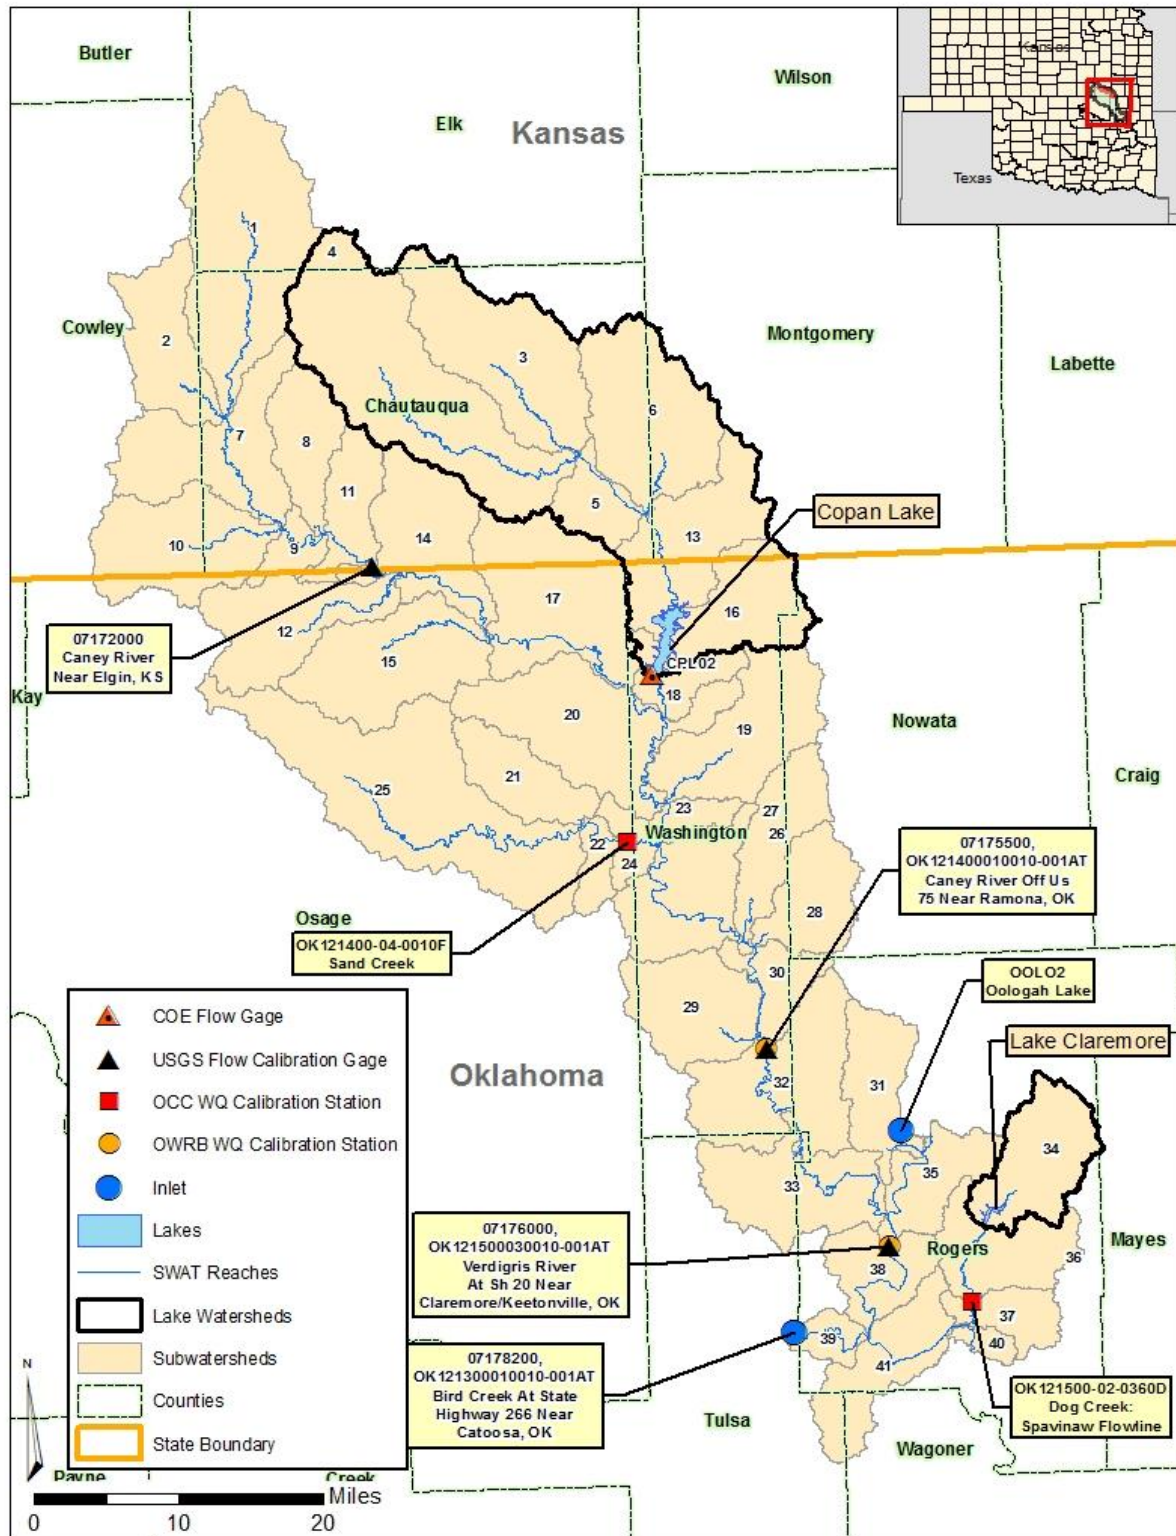 Butler
Wilson
Elk
Kansas
Kansas
Texas
1
4
Cowley
2
3
Montgomery
Labette
Chautauqua
6
7
8
11
5
Copan Lake
10
9
14
13
17
16
12
07172000
Caney River
Near Elgin, KS
15
CPL02
Kay
18
20
Nowata
19
21
25
Craig
23
27
Washington
26
22
24
07175500,
OK121400010010-001AT
Caney River Off Us
75 Near Ramona, OK
28
Osage
OK121400-04-0010F
Sand Creek
30
OOLO2
Oologah Lake
29
Lake Claremore
Oklahoma
32
31
34
35
33
07176000,
OK121500030010-001AT
Verdigris River
At Sh 20 Near
Claremore/Keetonville, OK
Rogers
Mayes
36
38
37
39
40
41
07178200,
OK121300010010-001AT
Bird Creek At State
Highway 266 Near
Catoosa, OK
OK121500-02-0360D
Dog Creek:
Spavinaw Flowline
Tulsa
Wagoner
COE Flow Gage
USGS Flow Calibration Gage
OCC WQ Calibration Station
OWRB WQ Calibration Station
Inlet
Lakes
SWAT Reaches
Lake Watersheds
Subwatersheds
Counties
State Boundary
N
Payne
Creek
Miles
0
10
20